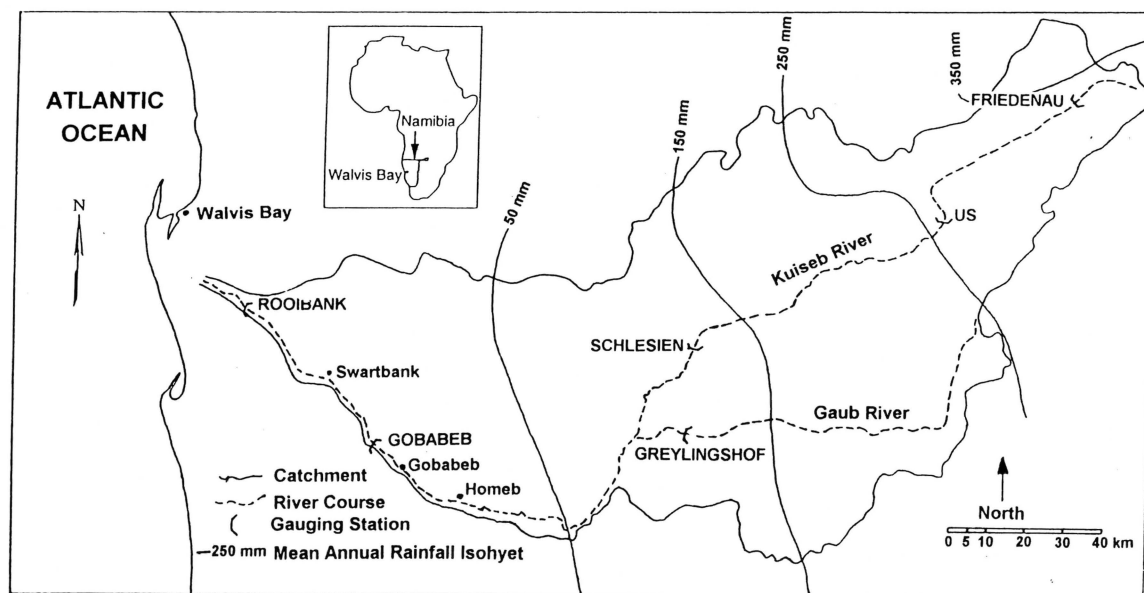 ATLANTIC
OCEAN
N
Walvis Bay
Namibia
Walvis Bay
50 mm
150 mm
250 mm
350 mm
FRIEDENAU
US
Kuiseb River
ROOIBANK
SCHLESIEN
Swartbank
Gaub River
GREYLINGSHOF
GOBABEB
Gobabeb
Homeb
Catchment
River Course
Gauging Station
250 mm Mean Annual Rainfall Isohyet
North
0 5 10 20 30 40 km